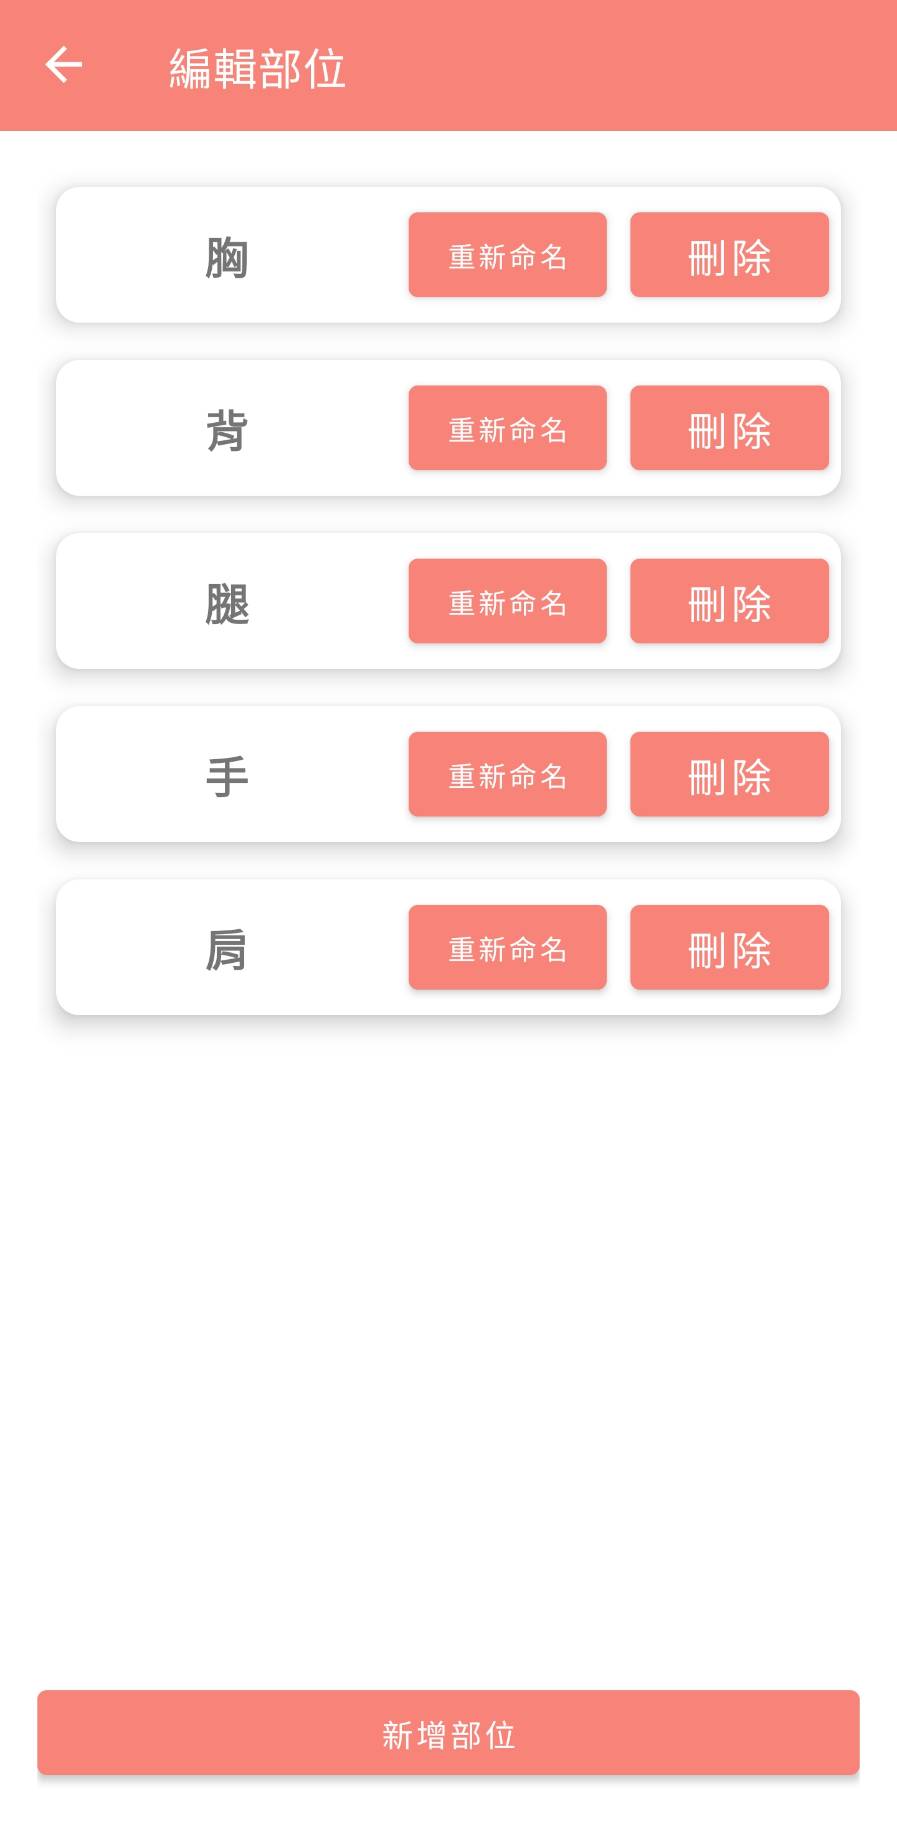 編輯部位
胸 重新命名 刪除
背 重新命名 刪除
腿 重新命名 刪除
手 重新命名 刪除
肩 重新命名 刪除
新增部位